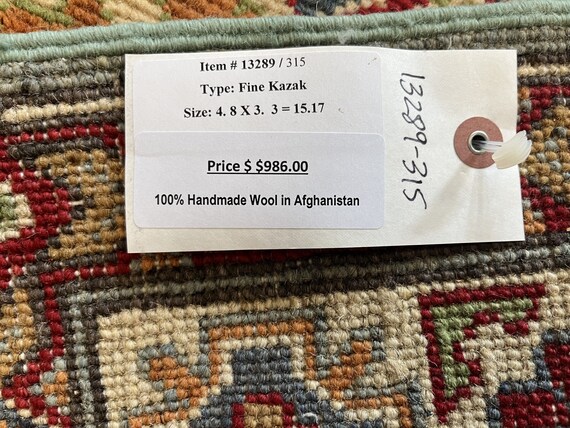 Item # 13289 / 315
Type: Fine Kazak
Size: 4. 8 X 3. 3 = 15.17
Price $ $986.00
100% Handmade Wool in Afghanistan
13289-315